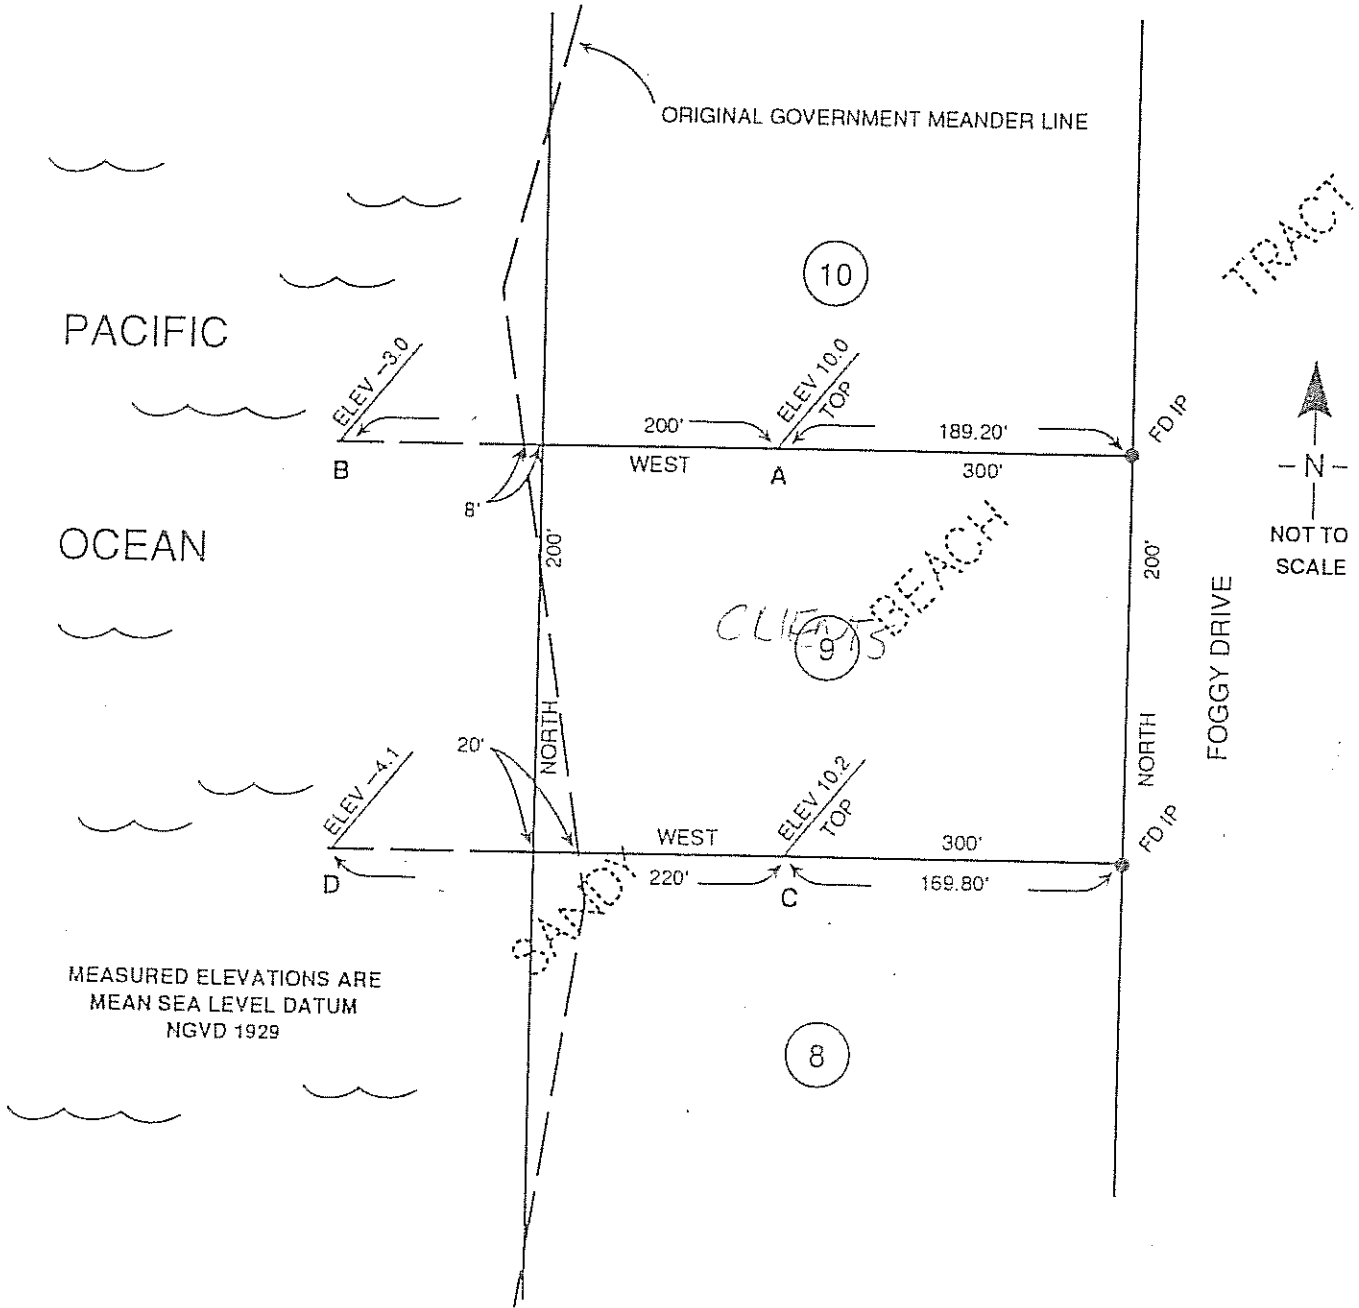 ORIGINAL GOVERNMENT MEANDER LINE
TRACT
10
PACIFIC
ELEV –3.0
ELEV 10.0
TOP
200'
189.20'
FD IP
B
WEST
A
300'
8'
- N -
NOT TO
SCALE
OCEAN
200'
200'
BEACH
CLIENTS
9
FOGGY DRIVE
NORTH
NORTH
20'
ELEV –4.1
ELEV 10.2
TOP
WEST
300'
FD IP
D
220'
C
169.80'
SANDY
MEASURED ELEVATIONS ARE
MEAN SEA LEVEL DATUM
NGVD 1929
8